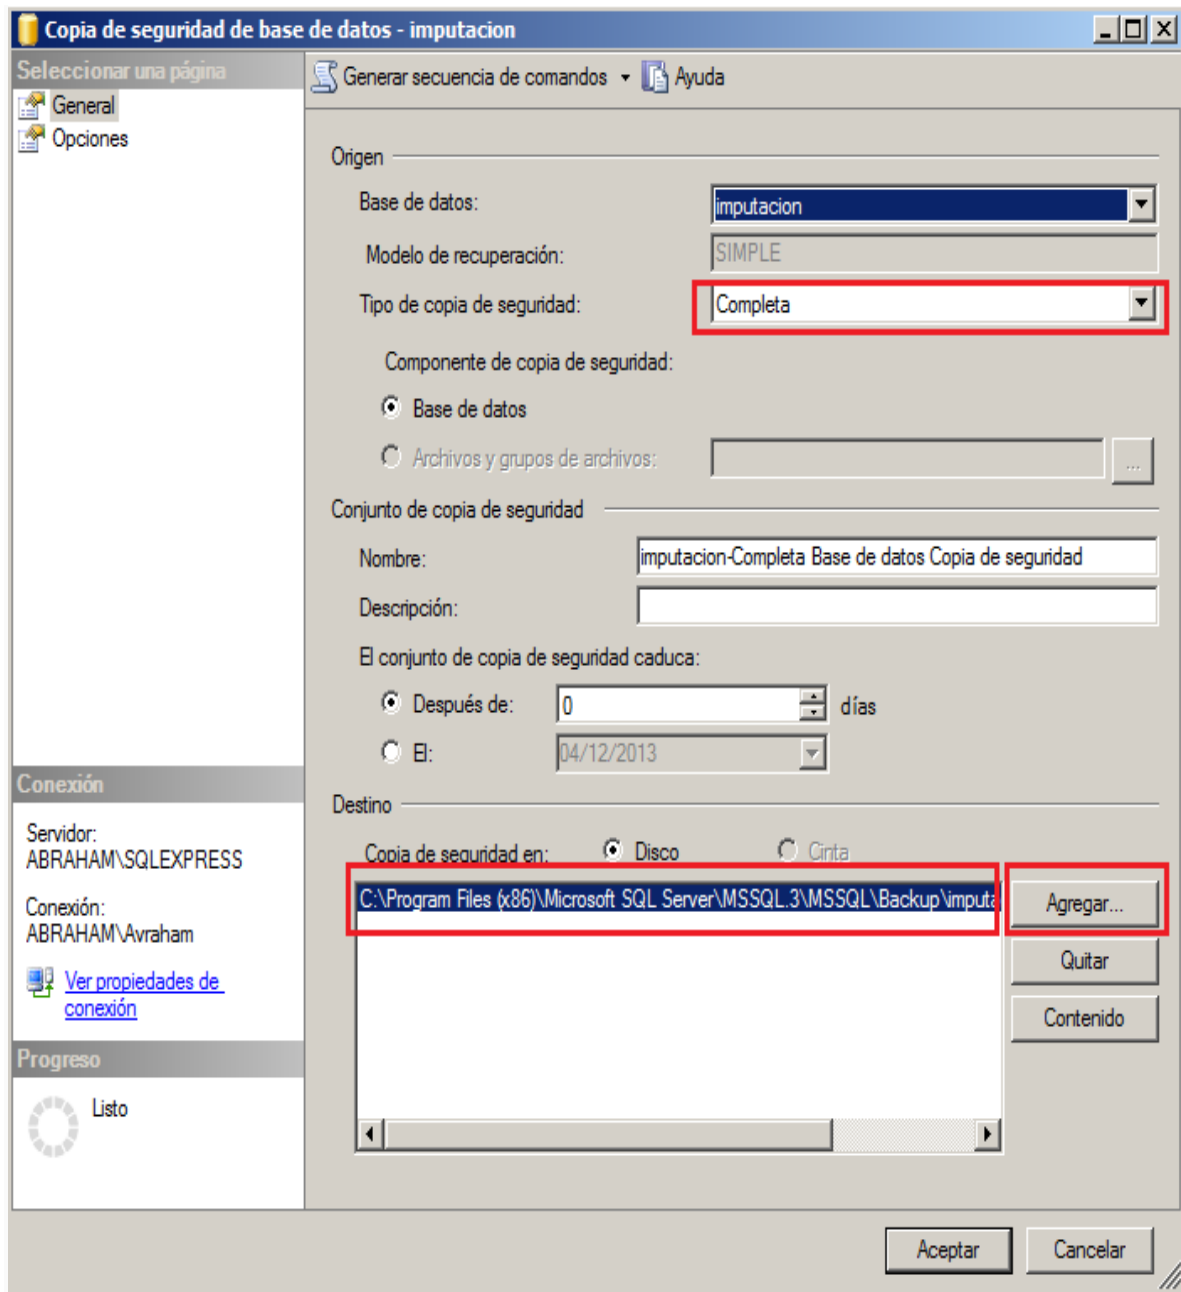 Copia de seguridad de base de datos - imputacion
Seleccionar una página
General
Opciones
Generar secuencia de comandos
Ayuda
Origen
Base de datos:
imputacion
Modelo de recuperación:
SIMPLE
Tipo de copia de seguridad:
Completa
Componente de copia de seguridad:
Base de datos
Archivos y grupos de archivos:
...
Conjunto de copia de seguridad
Nombre:
imputacion-Completa Base de datos Copia de seguridad
Descripción:
El conjunto de copia de seguridad caduca:
Después de:
0
días
El:
04/12/2013
Destino
Copia de seguridad en:
Disco
Cinta
C:\Program Files (x86)\Microsoft SQL Server\MSSQL.3\MSSQL\Backup\imputa
Agregar...
Quitar
Contenido
Conexión
Servidor:
ABRAHAM\SQLEXPRESS
Conexión:
ABRAHAM\Avraham
Ver propiedades de
conexión
Progreso
Listo
Aceptar
Cancelar